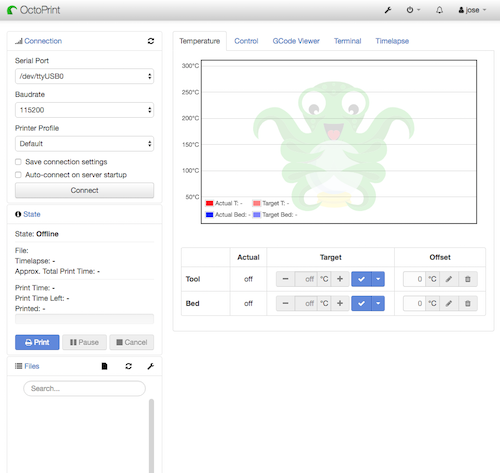 OctoPrint
jose
Connection
Serial Port
/dev/ttyUSB0
Baudrate
115200
Printer Profile
Default
Save connection settings
Auto-connect on server startup
Connect
State
State: Offline
File:
Timelapse: -
Approx. Total Print Time: -
Print Time: -
Print Time Left: -
Printed: -
Print Pause Cancel
Files
Search...
Temperature Control GCode Viewer Terminal Timelapse
300°C
250°C
200°C
150°C
100°C
50°C
Actual T: - Target T: -
Actual Bed: - Target Bed: -
Actual Target Offset
Tool off off °C 0 °C
Bed off off °C 0 °C